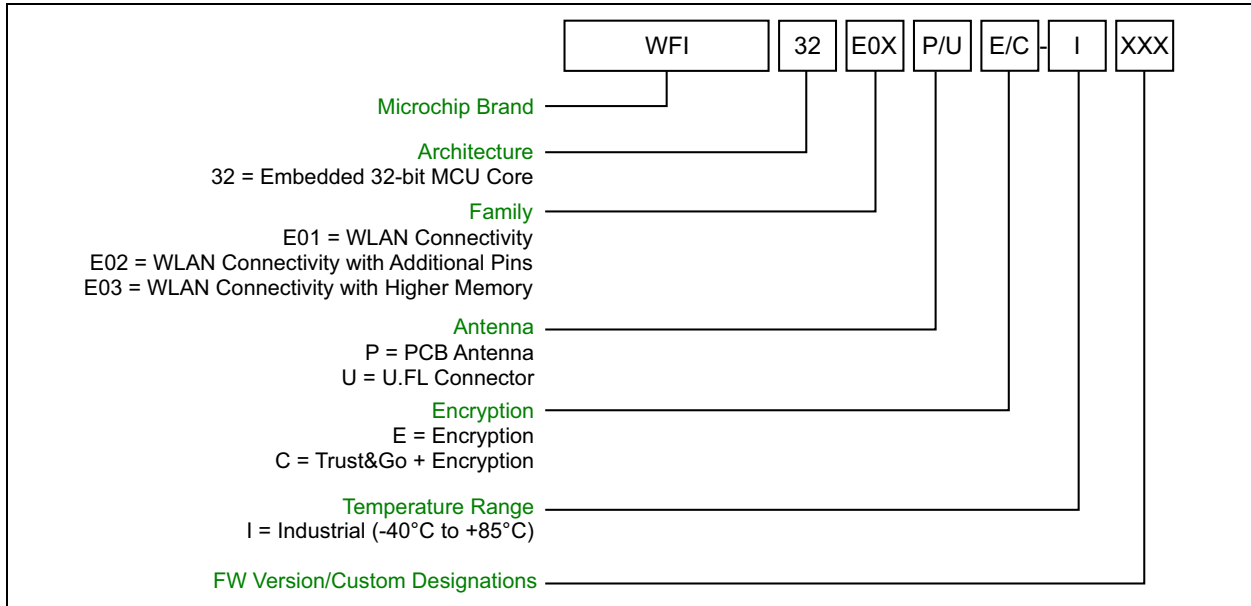 WFI 32 E0X P/U E/C - I XXX
Microchip Brand
Architecture
32 = Embedded 32-bit MCU Core
Family
E01 = WLAN Connectivity
E02 = WLAN Connectivity with Additional Pins
E03 = WLAN Connectivity with Higher Memory
Antenna
P = PCB Antenna
U = U.FL Connector
Encryption
E = Encryption
C = Trust&Go + Encryption
Temperature Range
I = Industrial (-40°C to +85°C)
FW Version/Custom Designations